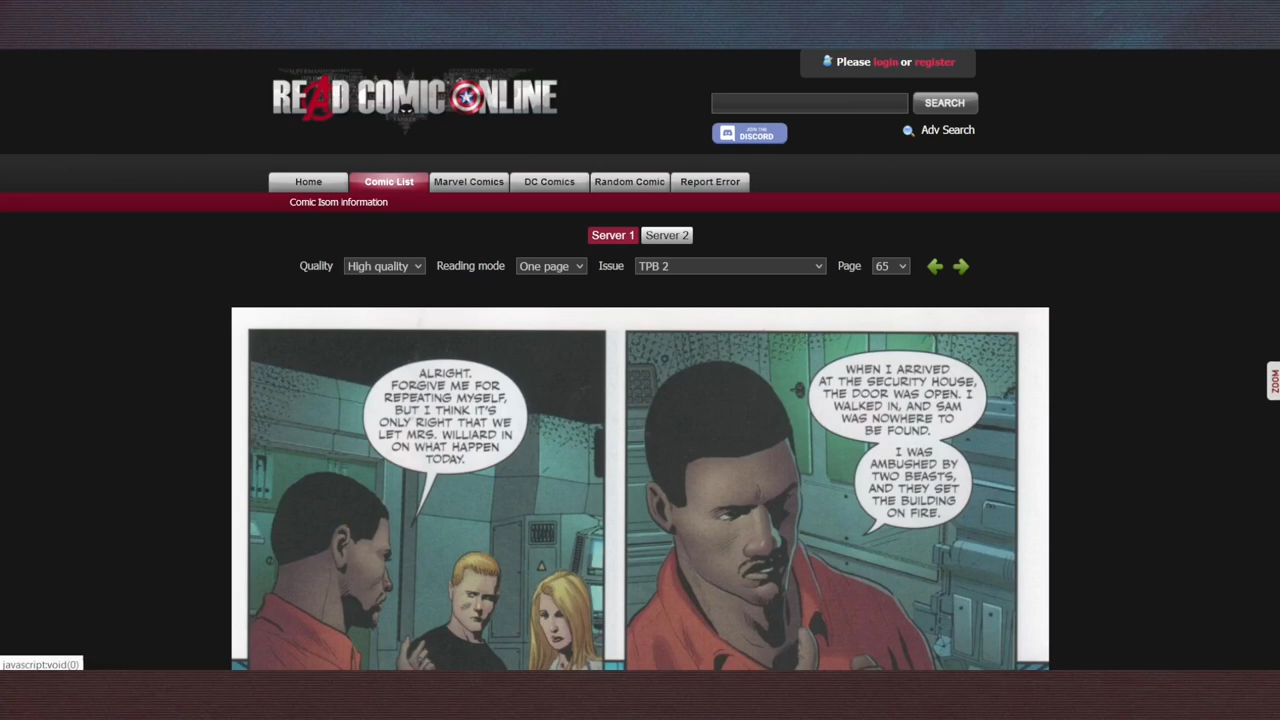 Please login or register
READ COMIC ONLINE
SEARCH
JOIN THE
DISCORD
Adv Search
Home
Comic List
Marvel Comics
DC Comics
Random Comic
Report Error
Comic Isom information
Server 1
Server 2
Quality
High quality
Reading mode
One page
Issue
TPB 2
Page
65
ZOOM
ALRIGHT.
FORGIVE ME FOR
REPEATING MYSELF,
BUT I THINK IT'S
ONLY RIGHT THAT WE
LET MRS. WILLIARD IN
ON WHAT HAPPEN
TODAY.
WHEN I ARRIVED
AT THE SECURITY HOUSE,
THE DOOR WAS OPEN. I
WALKED IN, AND SAM
WAS NOWHERE TO
BE FOUND.
I WAS
AMBUSHED BY
TWO BEASTS,
AND THEY SET
THE BUILDING
ON FIRE.
javascript:void(0)